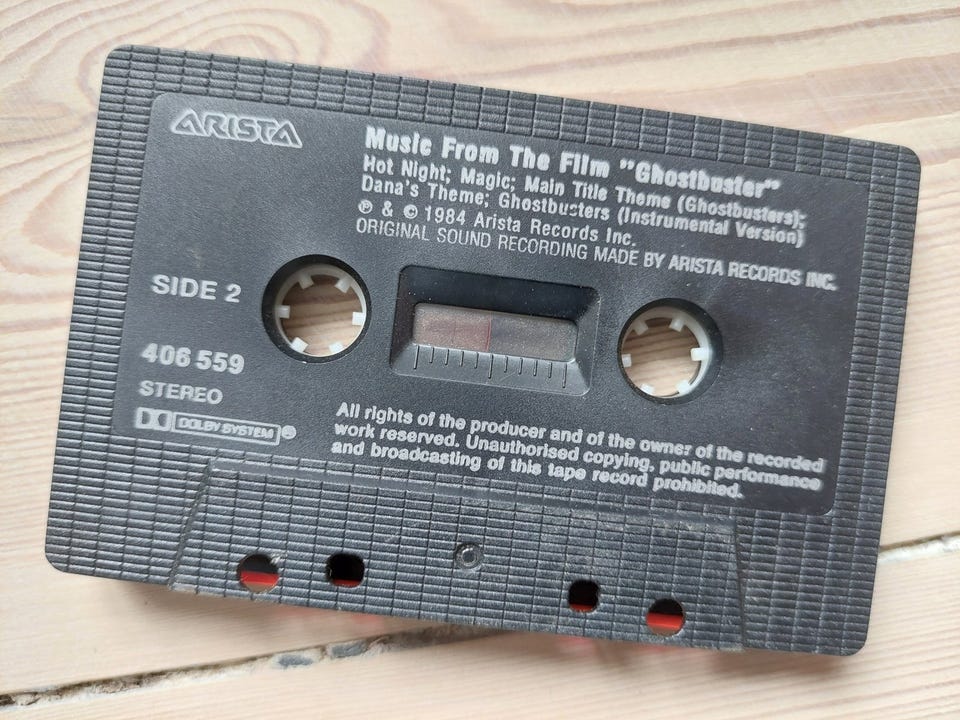 ARISTA
Music From The Film "Ghostbuster"
Hot Night; Magic; Main Title Theme (Ghostbusters);
Dana's Theme; Ghostbusters (Instrumental Version)
℗ & © 1984 Arista Records Inc.
ORIGINAL SOUND RECORDING MADE BY ARISTA RECORDS INC.
SIDE 2
406 559
STEREO
DOLBY SYSTEM ®
All rights of the producer and of the owner of the recorded
work reserved. Unauthorised copying, public performance
and broadcasting of this tape record prohibited.